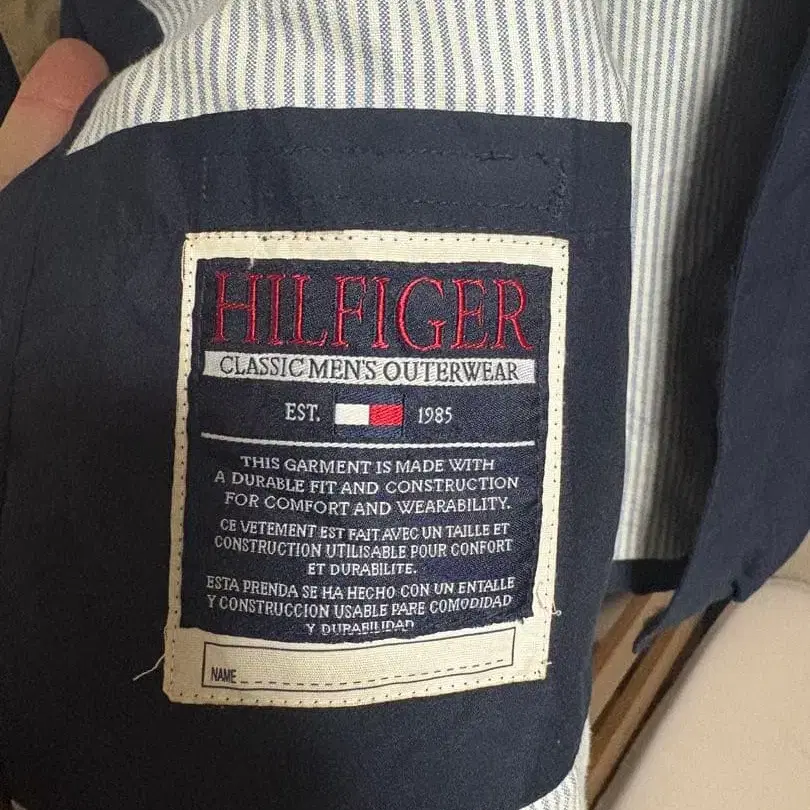 HILFIGER
CLASSIC MEN'S OUTERWEAR
EST. 1985
THIS GARMENT IS MADE WITH
A DURABLE FIT AND CONSTRUCTION
FOR COMFORT AND WEARABILITY.
CE VETEMENT EST FAIT AVEC UN TAILLE ET
CONSTRUCTION UTILISABLE POUR CONFORT
ET DURABILITE.
ESTA PRENDA SE HA HECHO CON UN ENTALLE
Y CONSTRUCCION USABLE PARE COMODIDAD
Y DURABILIDAD
NAME